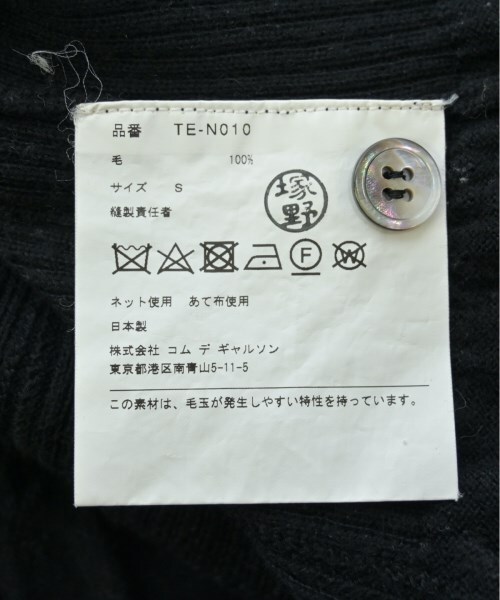 品番 TE-N010
毛 100%
サイズ S
縫製責任者
塚野
F
W
ネット使用 あて布使用
日本製
株式会社 コム デ ギャルソン
東京都港区南青山5-11-5
この素材は、毛玉が発生しやすい特性を持っています。